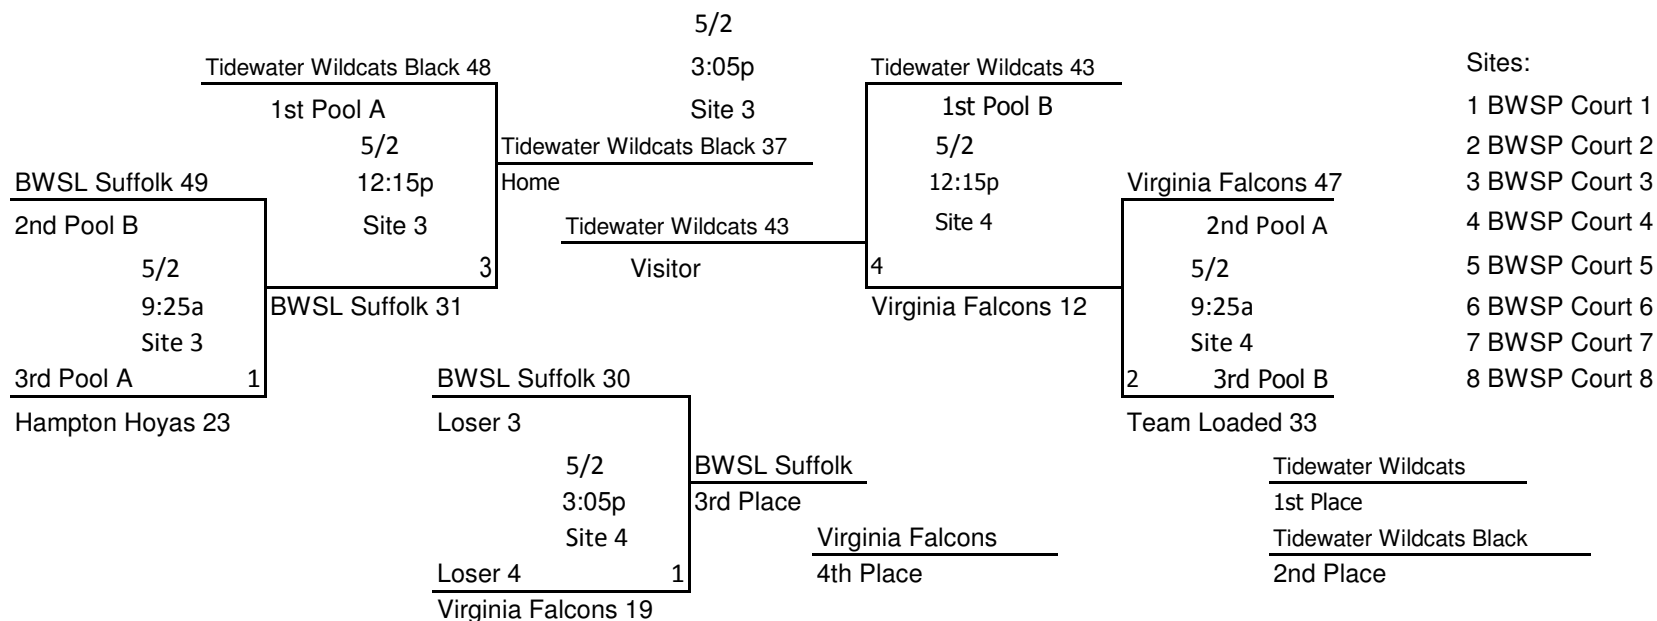 5/2
Tidewater Wildcats Black 48 3:05p Tidewater Wildcats 43 Sites:
1st Pool A Site 3 1st Pool B 1 BWSP Court 1
5/2 Tidewater Wildcats Black 37 5/2 2 BWSP Court 2
BWSL Suffolk 49 12:15p Home 12:15p Virginia Falcons 47 3 BWSP Court 3
2nd Pool B Site 3 Tidewater Wildcats 43 Site 4 2nd Pool A 4 BWSP Court 4
5/2 3 Visitor 4 5/2 5 BWSP Court 5
9:25a BWSL Suffolk 31 Virginia Falcons 12 9:25a 6 BWSP Court 6
Site 3 Site 4 7 BWSP Court 7
3rd Pool A 1 BWSL Suffolk 30 2 3rd Pool B 8 BWSP Court 8
Hampton Hoyas 23 Loser 3 Team Loaded 33
5/2 BWSL Suffolk Tidewater Wildcats
3:05p 3rd Place 1st Place
Site 4 Virginia Falcons Tidewater Wildcats Black
Loser 4 1 4th Place 2nd Place
Virginia Falcons 19